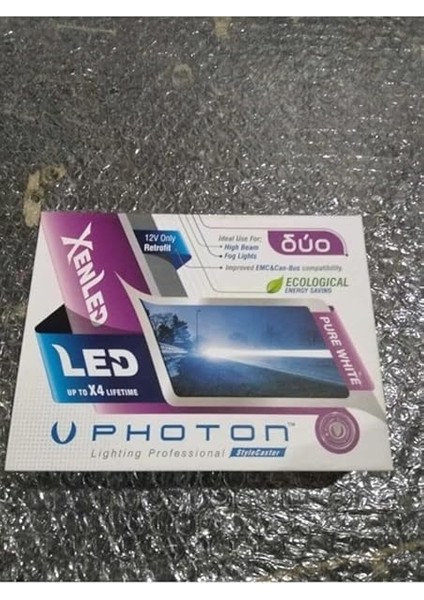 XENLED
12V Only
Retrofit
Ideal Use For;
High Beam
Fog Lights
δύο
Improved EMC&Can-Bus compatibility
ECOLOGICAL
ENERGY SAVING
LED
UP TO X4 LIFETIME
PURE WHITE
PHOTON™
Lighting Professional StyleCaster